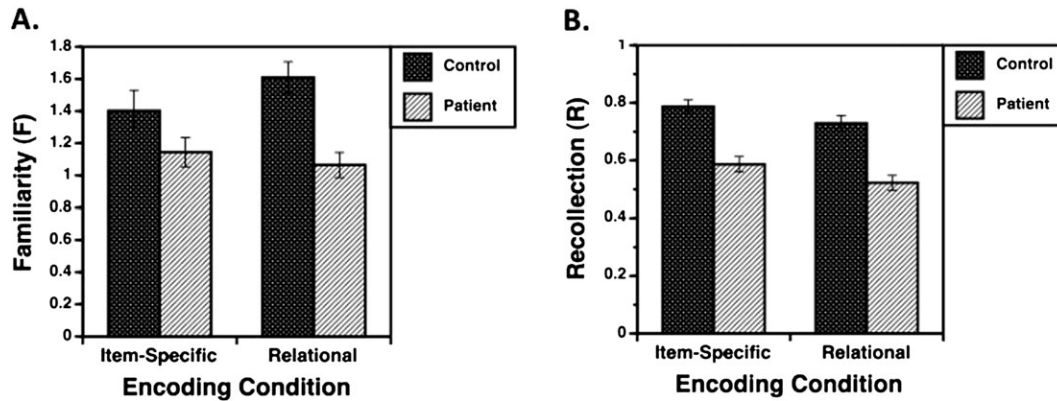 A.
Familiarity (F)
1.8
1.6
1.4
1.2
1
0.8
0.6
0.4
0.2
0
Control
Patient
Item-Specific
Relational
Encoding Condition
B.
Recollection (R)
1
0.8
0.6
0.4
0.2
0
Control
Patient
Item-Specific
Relational
Encoding Condition